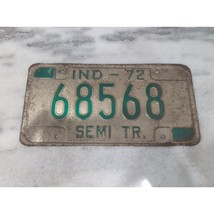 IND - 72
68568
SEMI TR.